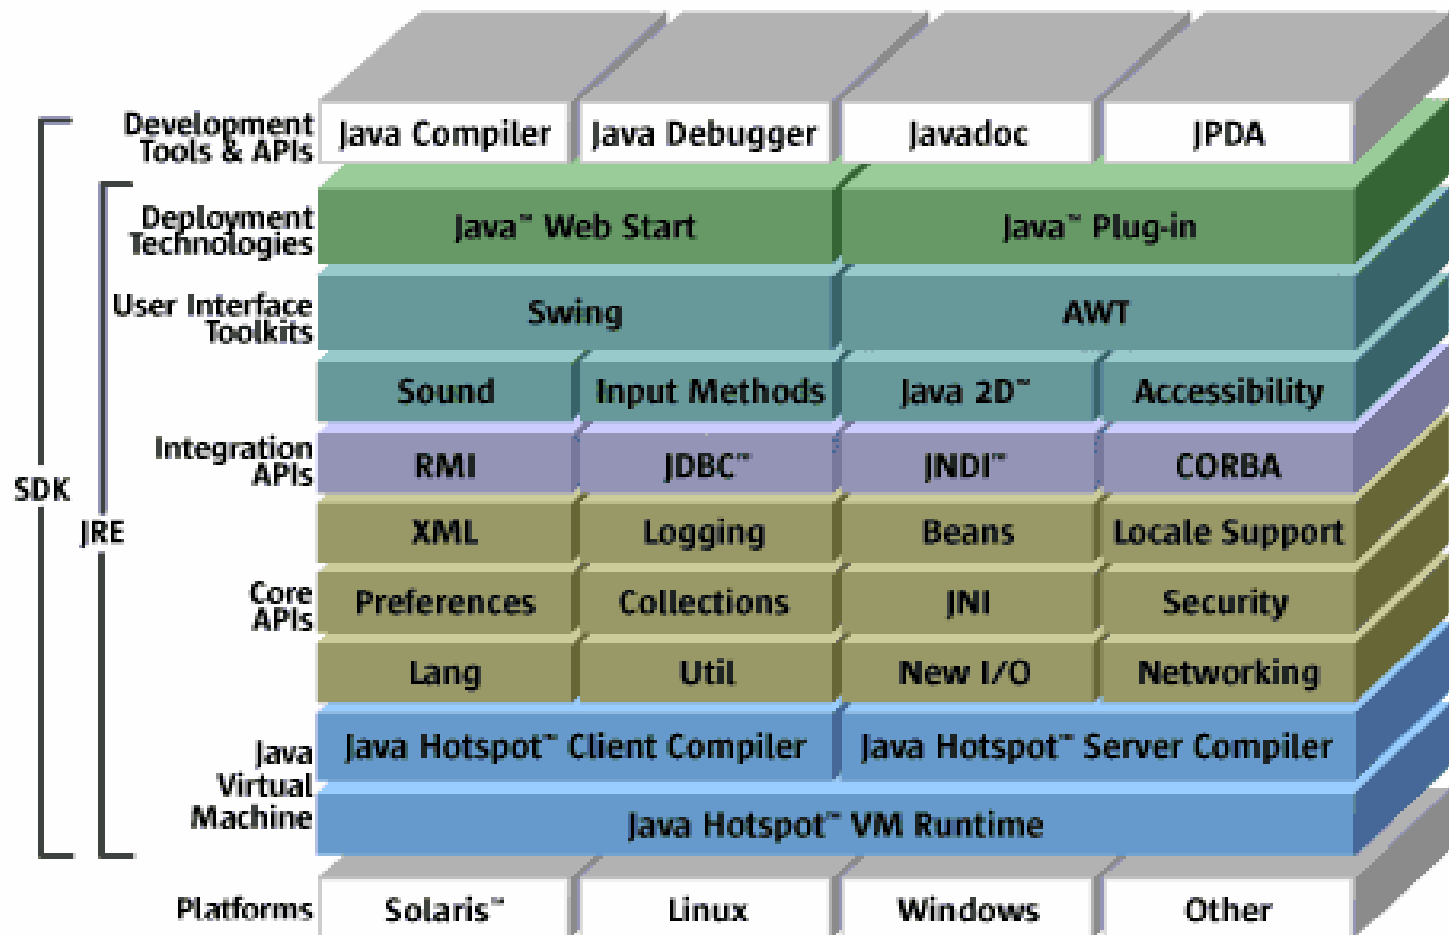 Development
Tools & APIs
Java Compiler
Java Debugger
Javadoc
JPDA
Deployment
Technologies
Java™ Web Start
Java™ Plug-in
User Interface
Toolkits
Swing
AWT
Sound
Input Methods
Java 2D™
Accessibility
Integration
APIs
RMI
JDBC™
JNDI™
CORBA
SDK
JRE
XML
Logging
Beans
Locale Support
Core
APIs
Preferences
Collections
JNI
Security
Lang
Util
New I/O
Networking
Java
Virtual
Machine
Java Hotspot™ Client Compiler
Java Hotspot™ Server Compiler
Java Hotspot™ VM Runtime
Platforms
Solaris™
Linux
Windows
Other